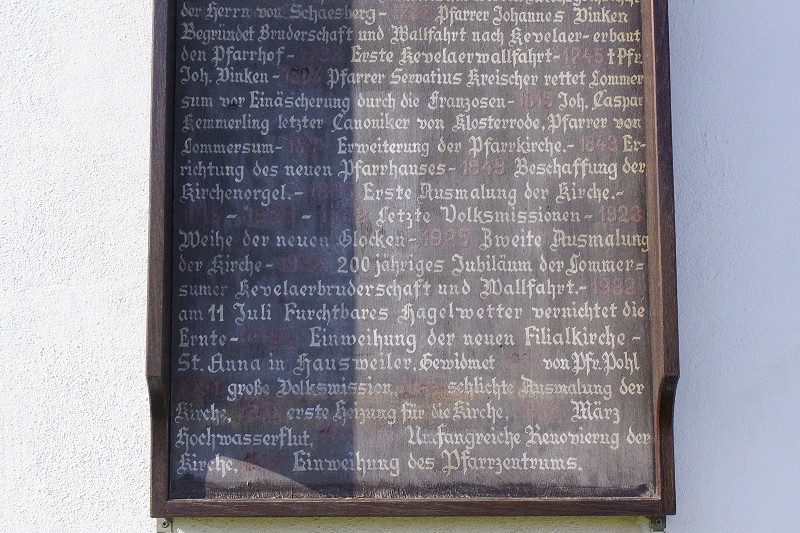 der Herrn von Schaesberg- Pfarrer Johannes Vinken
Begründet Bruderschaft und Wallfahrt nach Kevelaer- erbaut
den Pfarrhof- Erste Kevelaerwallfahrt- 1745 † Pfr.
Joh. Vinken- 1804 Pfarrer Servatius Kreischer rettet Lommer
sum vor Einäscherung durch die Franzosen- 1815 Joh. Caspar
Kemmerling letzter Canoniker von Klosterrode, Pfarrer von
Lommersum- Erweiterung der Pfarrkirche.- 1843 Er-
richtung des neuen Pfarrhauses- 1848 Beschaffung der
Kirchenorgel.- Erste Ausmalung der Kirche.-
- - Letzte Volksmissionen- 1923
Weihe der neuen Glocken- 1925 Zweite Ausmalung
der Kirche- 200 jähriges Jubiläum der Lommer=
sumer Kevelaerbruderschaft und Wallfahrt.- 1932
am 11 Juli Furchtbares Hagelwetter vernichtet die
Ernte- Einweihung der neuen Filialkirche-
St. Anna in Hausweiler, Gewidmet von Pfr. Pohl
große Volksmission, schlichte Ausmalung der
Kirche, erste Heizung für die Kirche, März
Hochwasserflut, Umfangreiche Renovierug der
Kirche, Einweihung des Pfarrzentrums.